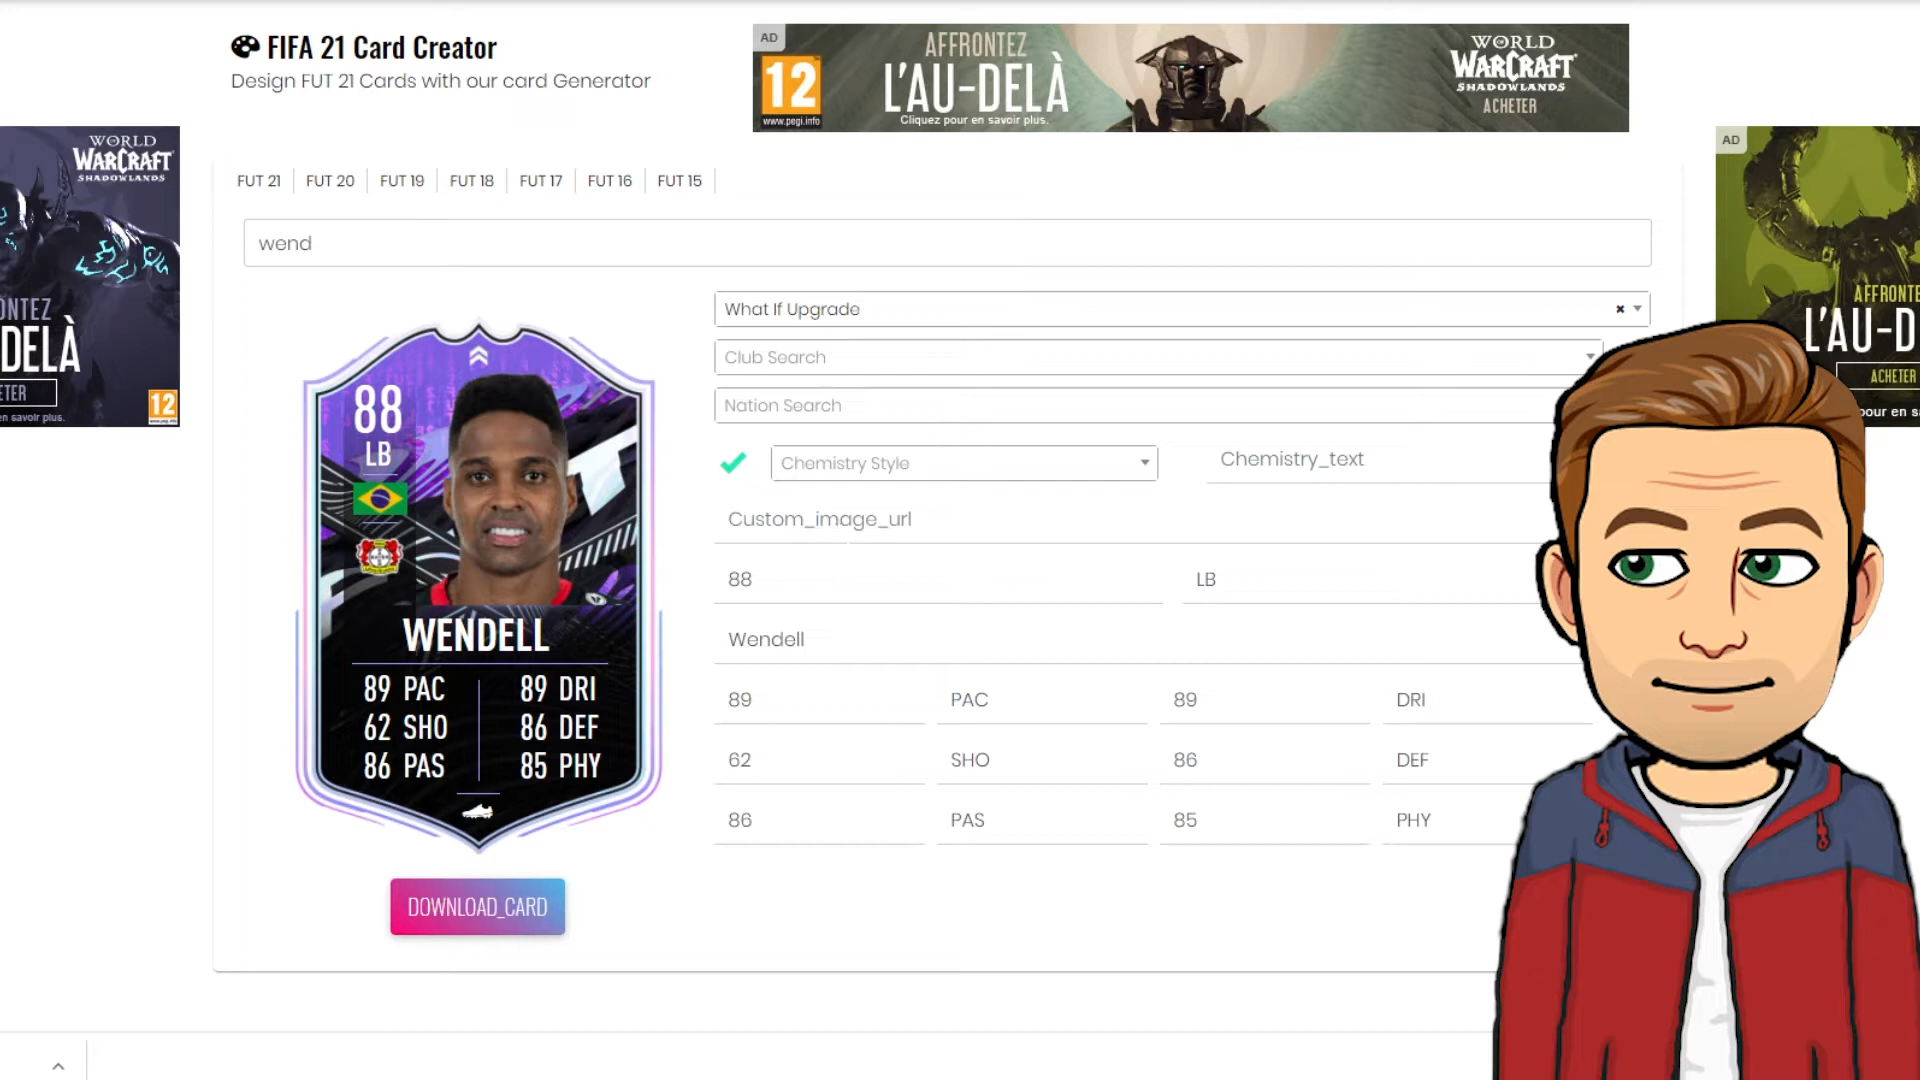 FIFA 21 Card Creator
Design FUT 21 Cards with our card Generator
AD
12
www.pegi.info
AFFRONTEZ
L'AU-DELÀ
Cliquez pour en savoir plus.
WORLD
WARCRAFT
SHADOWLANDS
ACHETER
WORLD
WARCRAFT
SHADOWLANDS
ONTEZ
DELÀ
ETER
n savoir plus.
12
AD
AFFRONTE
L'AU-D
ACHETER
pour en sa
FUT 21
FUT 20
FUT 19
FUT 18
FUT 17
FUT 16
FUT 15
wend
What If Upgrade
Club Search
Nation Search
Chemistry Style
Chemistry_text
Custom_image_url
88
LB
Wendell
89 PAC 89 DRI
62 SHO 86 DEF
86 PAS 85 PHY
88
LB
WENDELL
89 PAC 89 DRI
62 SHO 86 DEF
86 PAS 85 PHY
DOWNLOAD_CARD